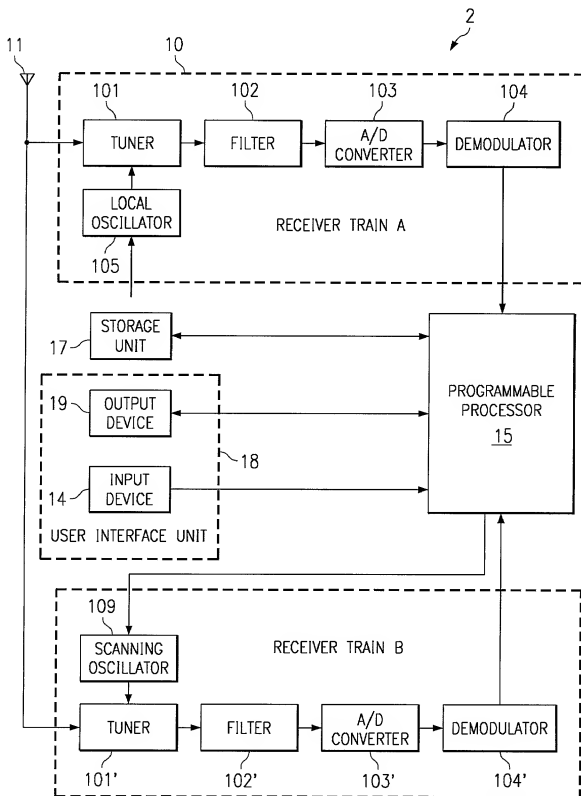 2
11
10
101
102
103
104
TUNER
FILTER
A/D
CONVERTER
DEMODULATOR
LOCAL
OSCILLATOR
105
RECEIVER TRAIN A
STORAGE
UNIT
17
PROGRAMMABLE
PROCESSOR
15
19
OUTPUT
DEVICE
18
14
INPUT
DEVICE
USER INTERFACE UNIT
109
SCANNING
OSCILLATOR
RECEIVER TRAIN B
TUNER
FILTER
A/D
CONVERTER
DEMODULATOR
101'
102'
103'
104'